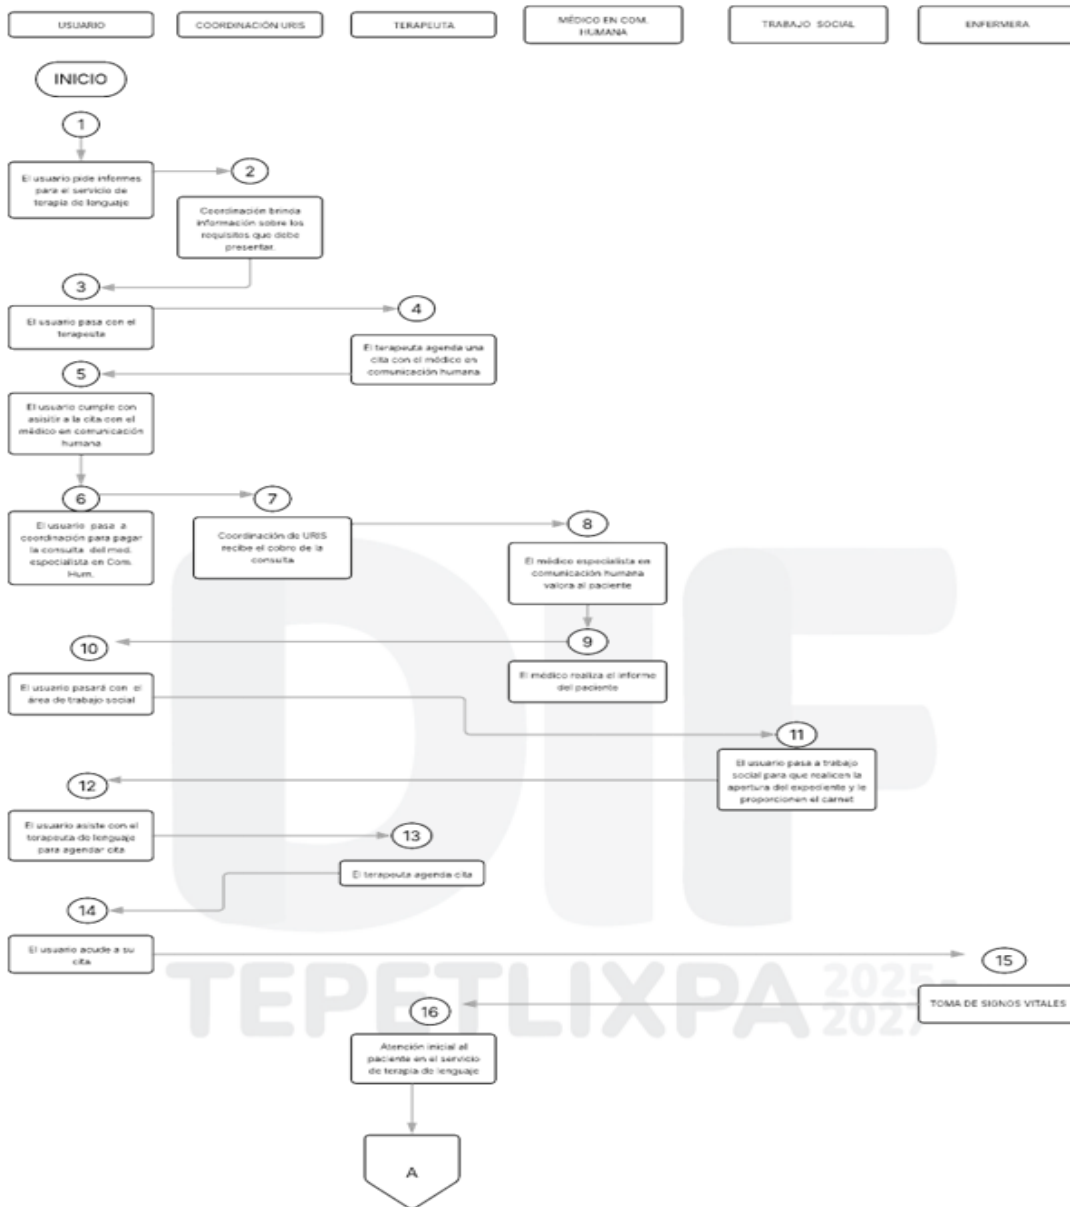 USUARIO
COORDINACIÓN URIS
TERAPEUTA
MÉDICO EN COM.
HUMANA
TRABAJO SOCIAL
ENFERMERA
INICIO
1
El usuario pide informes
para el servicio de
terapia de lenguaje
2
Coordinación brinda
información sobre los
requisitos que debe
presentar.
3
El usuario pasa con el
terapeuta
4
El terapeuta agenda una
cita con el médico en
comunicación humana
5
El usuario cumple con
asisitir a la cita con el
médico en comunicación
humana
6
El usuario pasa a
coordinación para pagar
la consulta del med.
especialista en Com.
Hum.
7
Coordinación de URIS
recibe el cobro de la
consulta
8
El médico especialista en
comunicación humana
valora al paciente
9
El médico realiza el informe
del paciente
10
El usuario pasará con el
área de trabajo social
11
El usuario pasa a trabajo
social para que realicen la
apertura del expediente y le
proporcionen el carnet
12
El usuario asiste con el
terapeuta de lenguaje
para agendar cita
13
El terapeuta agenda cita
14
El usuario acude a su
cita
15
TOMA DE SIGNOS VITALES
16
Atención inicial al
paciente en el servicio
de terapia de lenguaje
A
DIF
TEPETLIXPA
2025-
2027